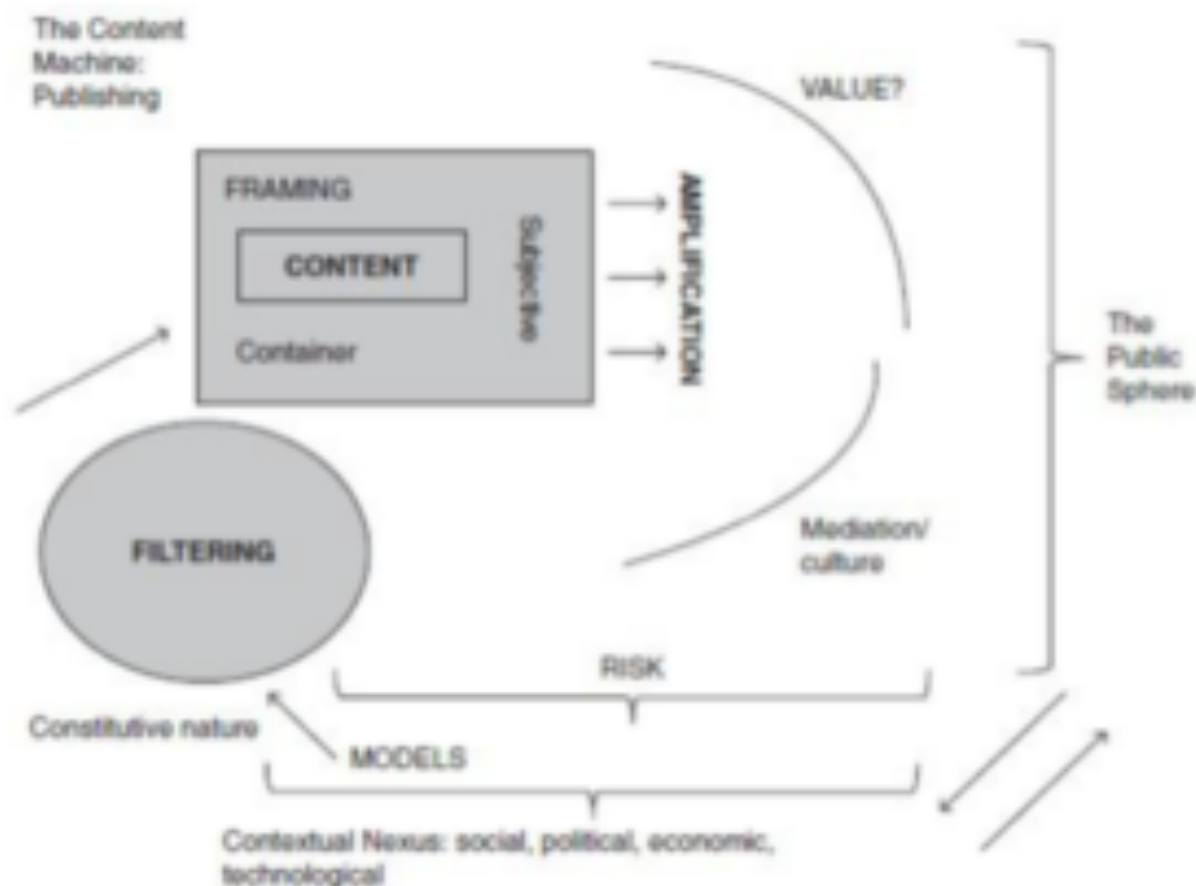 The Content
Machine:
Publishing
VALUE?
FRAMING
CONTENT
Container
Subjective
AMPLIFICATION
The
Public
Sphere
FILTERING
Mediation/
culture
RISK
Constitutive nature
MODELS
Contextual Nexus: social, political, economic,
technological